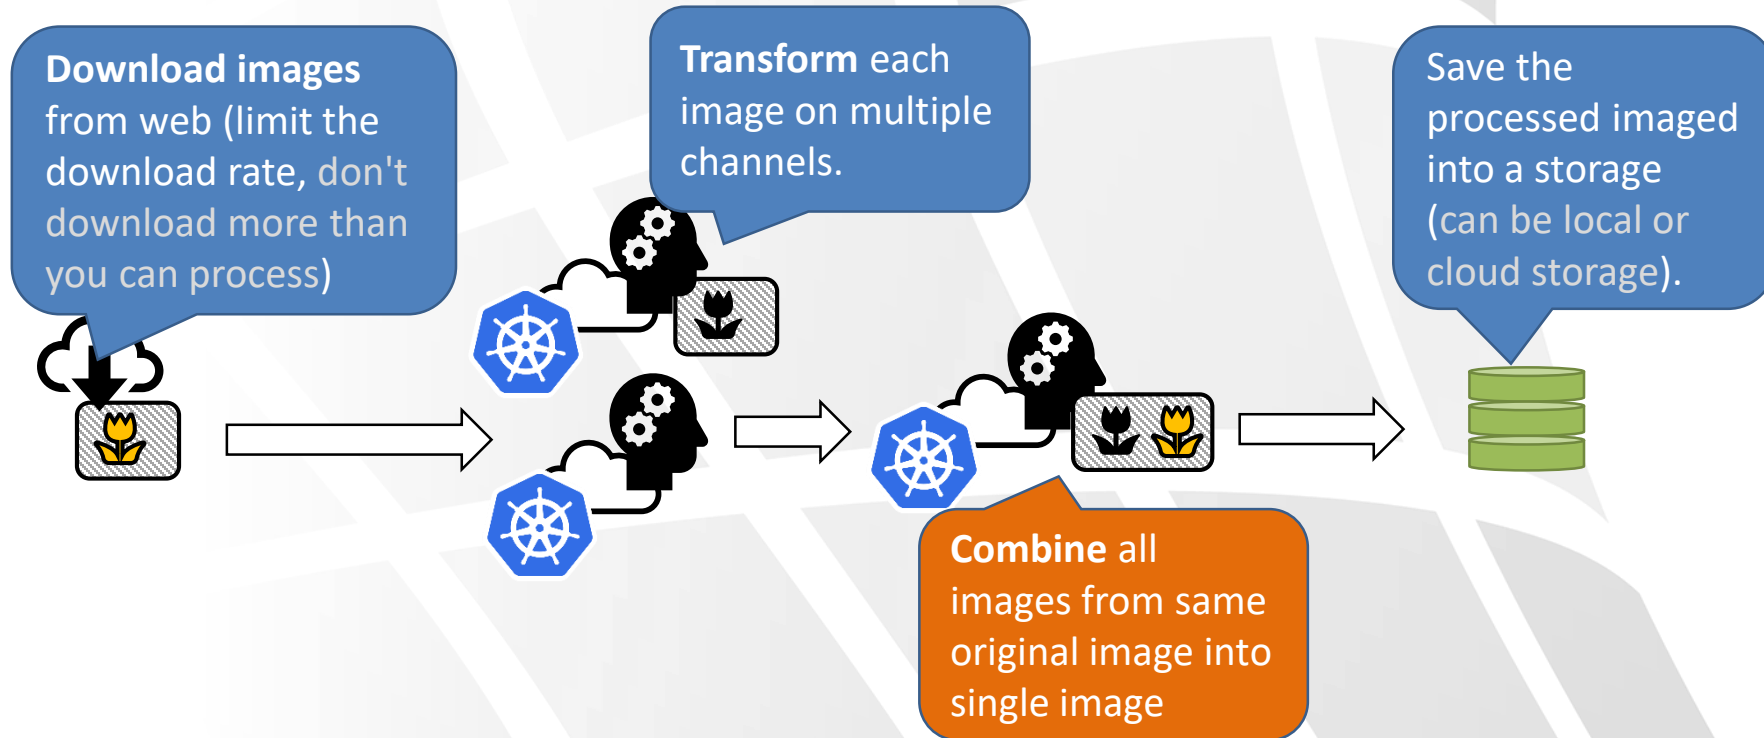 Download images
from web (limit the
download rate, don't
download more than
you can process)
Transform each
image on multiple
channels.
Save the
processed imaged
into a storage
(can be local or
cloud storage).
Combine all
images from same
original image into
single image